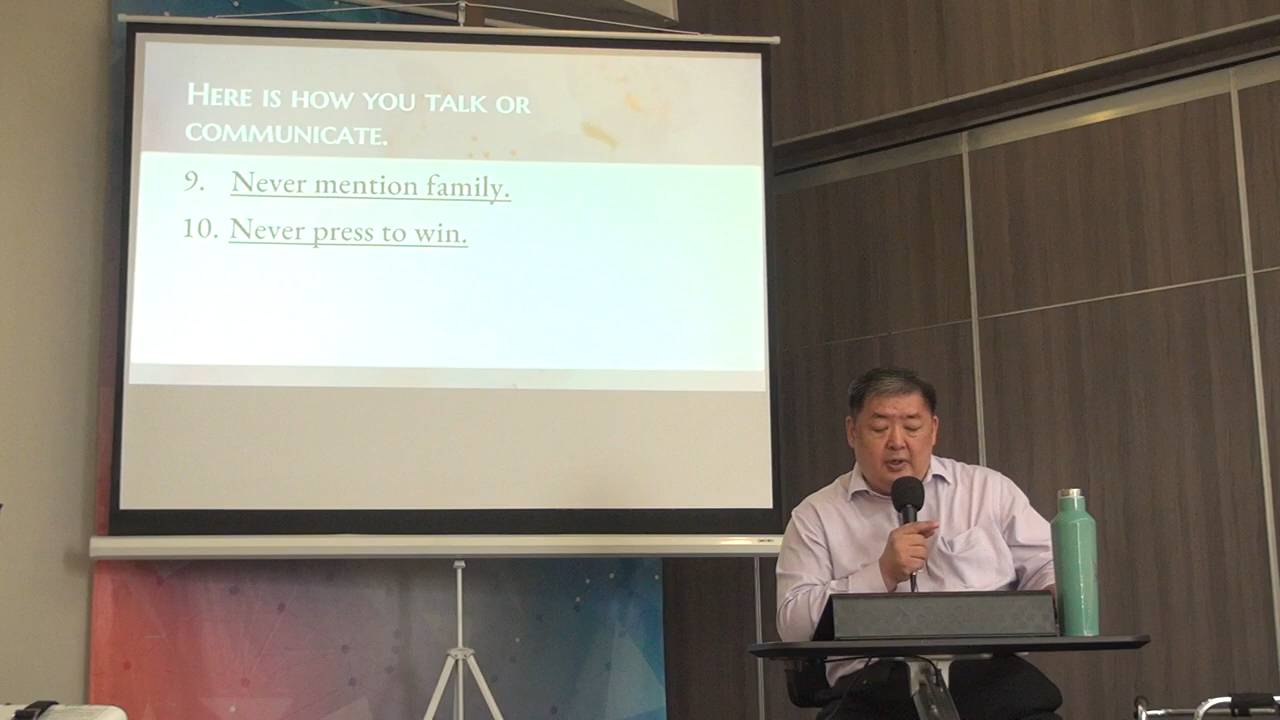 Here is how you talk or
communicate.
9. Never mention family.
10. Never press to win.